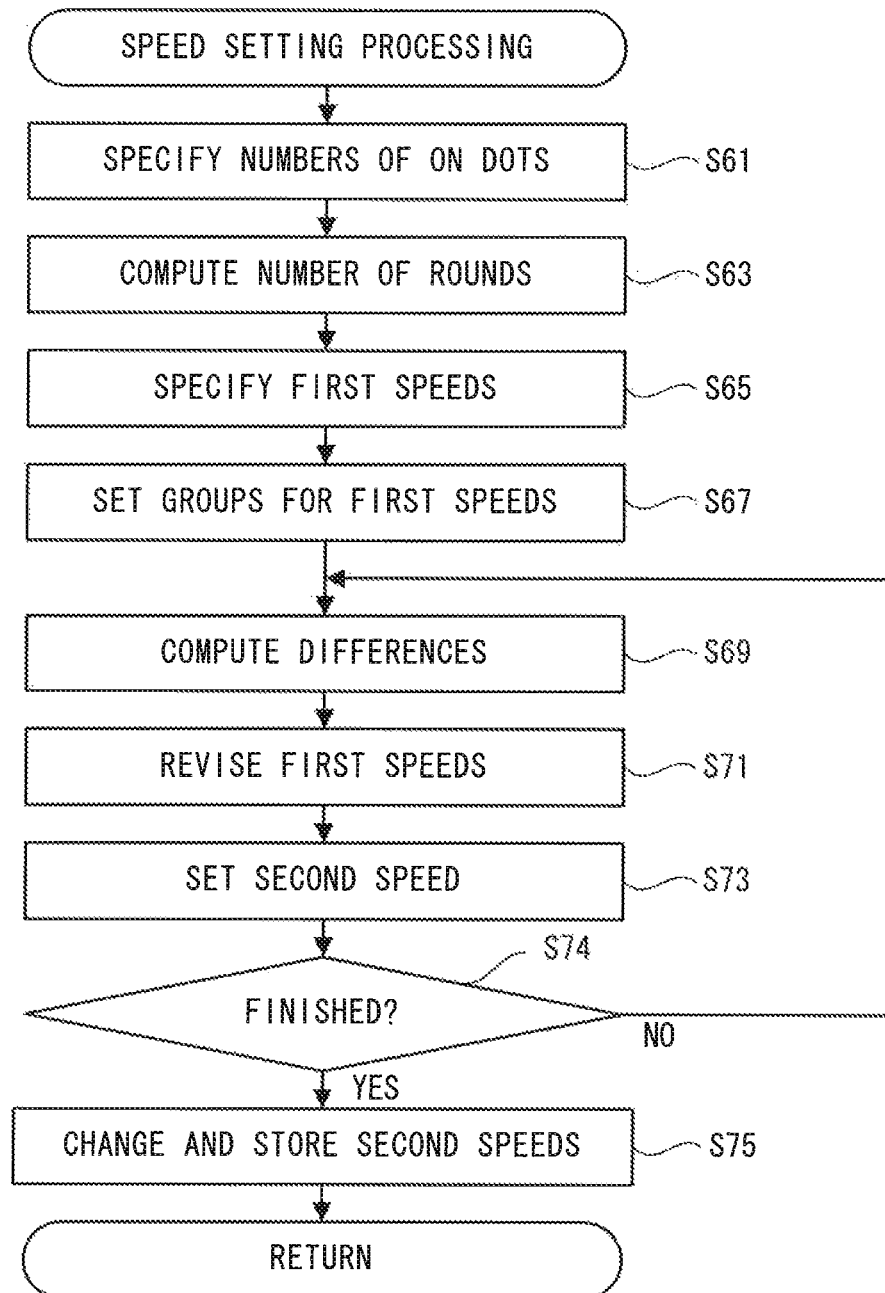 SPEED SETTING PROCESSING
SPECIFY NUMBERS OF ON DOTS
S61
COMPUTE NUMBER OF ROUNDS
S63
SPECIFY FIRST SPEEDS
S65
SET GROUPS FOR FIRST SPEEDS
S67
COMPUTE DIFFERENCES
S69
REVISE FIRST SPEEDS
S71
SET SECOND SPEED
S73
S74
FINISHED?
NO
YES
CHANGE AND STORE SECOND SPEEDS
S75
RETURN